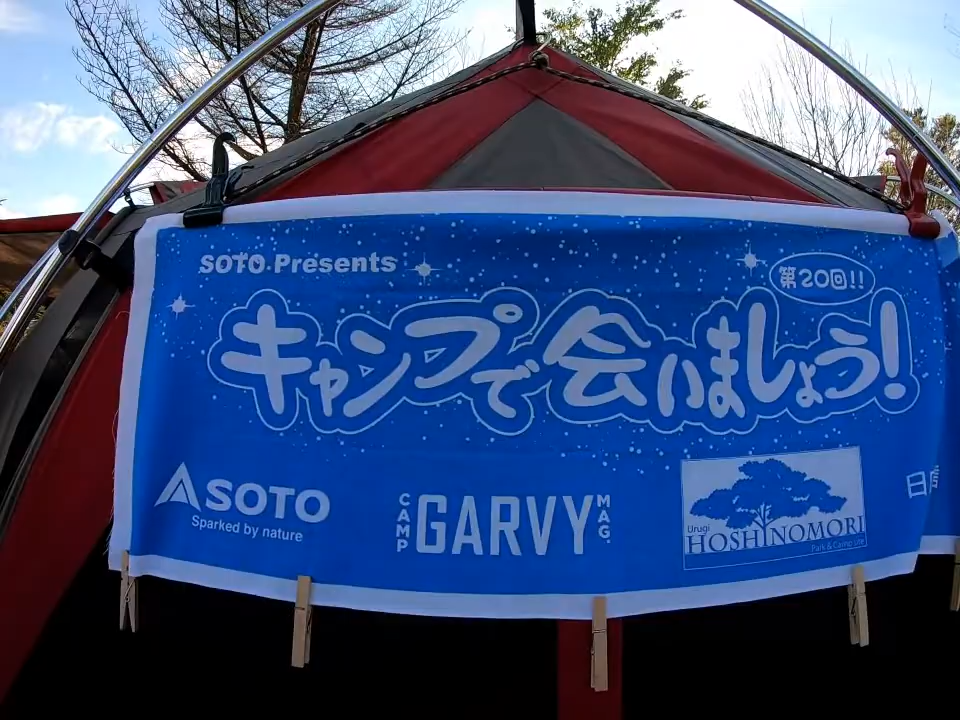 SOTO Presents
第20回!!
キャンプで会いましょう!
SOTO
Sparked by nature
CAMP
GARVY
MAG.
Urugi
HOSHINOMORI
Park & Camp Life